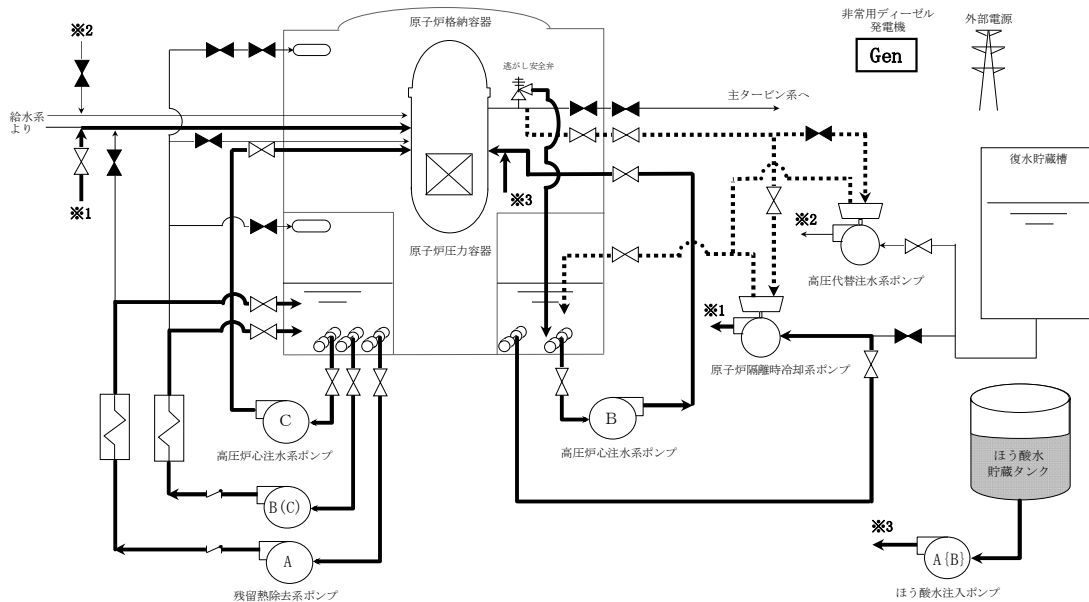 非常用ディーゼル
発電機
Gen
外部電源
原子炉格納容器
※2
逃がし安全弁
主タービン系へ
給水系
より
※1
※3
復水貯蔵槽
※2
原子炉圧力容器
高圧代替注水系ポンプ
※1
原子炉隔離時冷却系ポンプ
C
高圧炉心注水系ポンプ
B
高圧炉心注水系ポンプ
ほう酸水
貯蔵タンク
B(C)
※3
A
残留熱除去系ポンプ
A{B}
ほう酸水注入ポンプ